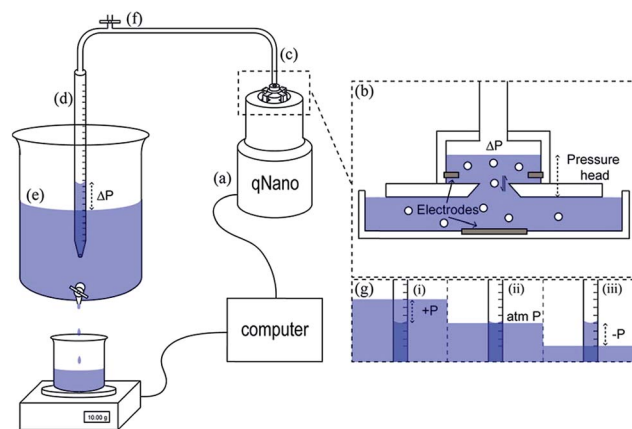 (f)
(c)
(d)
(b)
ΔP
Pressure
head
(a)
qNano
(e)
ΔP
Electrodes
(g)
(i)
+P
(ii)
atm P
(iii)
-P
computer
10.00 g